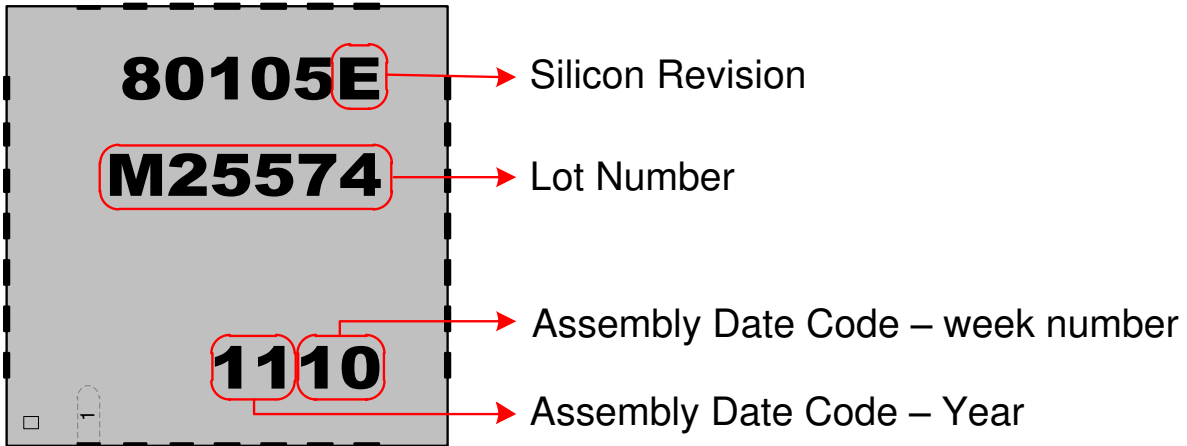 80105E
Silicon Revision
M25574
Lot Number
Assembly Date Code – week number
1110
Assembly Date Code – Year
1